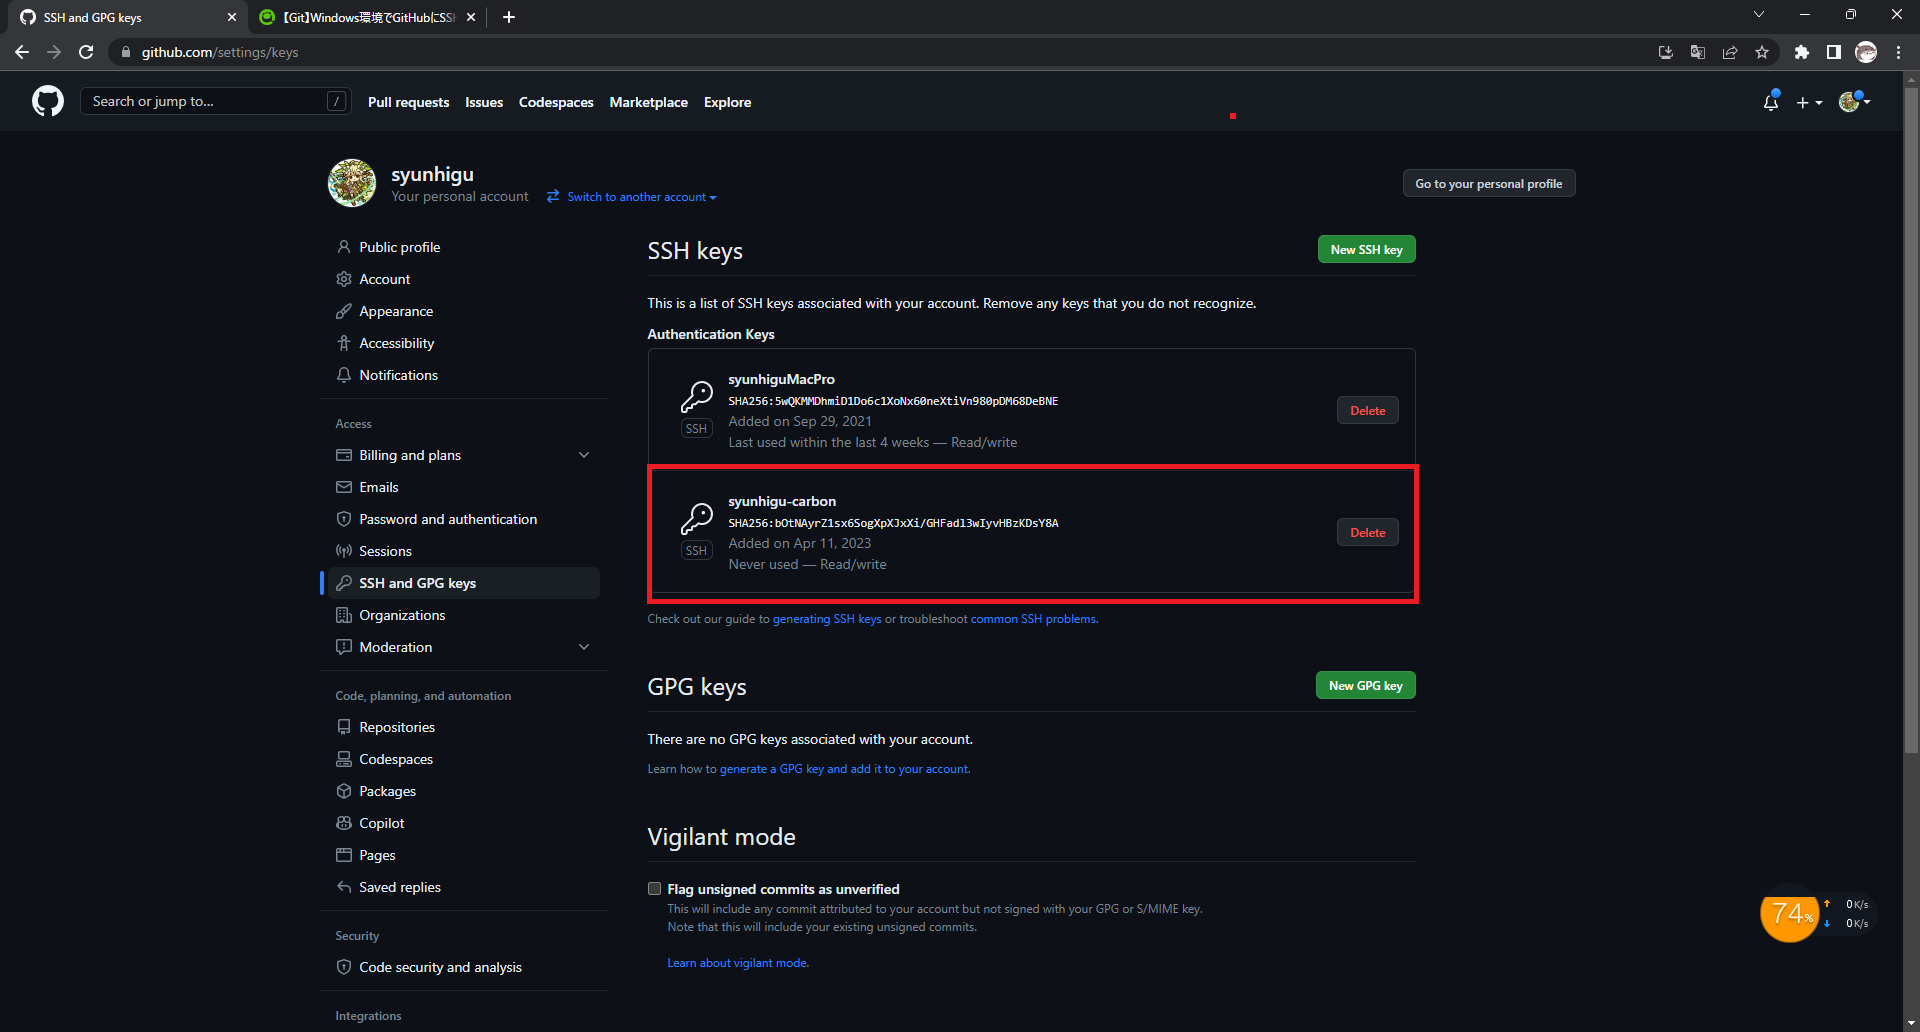 SSH and GPG keys
【Git】Windows環境でGitHubにSSH
github.com/settings/keys
Search or jump to...
/
Pull requests
Issues
Codespaces
Marketplace
Explore
syunhigu
Your personal account
Switch to another account
Go to your personal profile
Public profile
Account
Appearance
Accessibility
Notifications
Access
Billing and plans
Emails
Password and authentication
Sessions
SSH and GPG keys
Organizations
Moderation
Code, planning, and automation
Repositories
Codespaces
Packages
Copilot
Pages
Saved replies
Security
Code security and analysis
Integrations
SSH keys
New SSH key
This is a list of SSH keys associated with your account. Remove any keys that you do not recognize.
Authentication Keys
syunhiguMacPro
SHA256:5wQKMMDhmiD1Do6c1XoNx60neXtiVn980pDM68DeBNE
Added on Sep 29, 2021
Last used within the last 4 weeks — Read/write
SSH
Delete
syunhigu-carbon
SHA256:bOtNAyrZ1sx6SogXpXJxXi/GHFadl3wIyvHBzKDsY8A
Added on Apr 11, 2023
Never used — Read/write
SSH
Delete
Check out our guide to generating SSH keys or troubleshoot common SSH problems.
GPG keys
New GPG key
There are no GPG keys associated with your account.
Learn how to generate a GPG key and add it to your account.
Vigilant mode
Flag unsigned commits as unverified
This will include any commit attributed to your account but not signed with your GPG or S/MIME key.
Note that this will include your existing unsigned commits.
Learn about vigilant mode.
74%
0K/s
0K/s